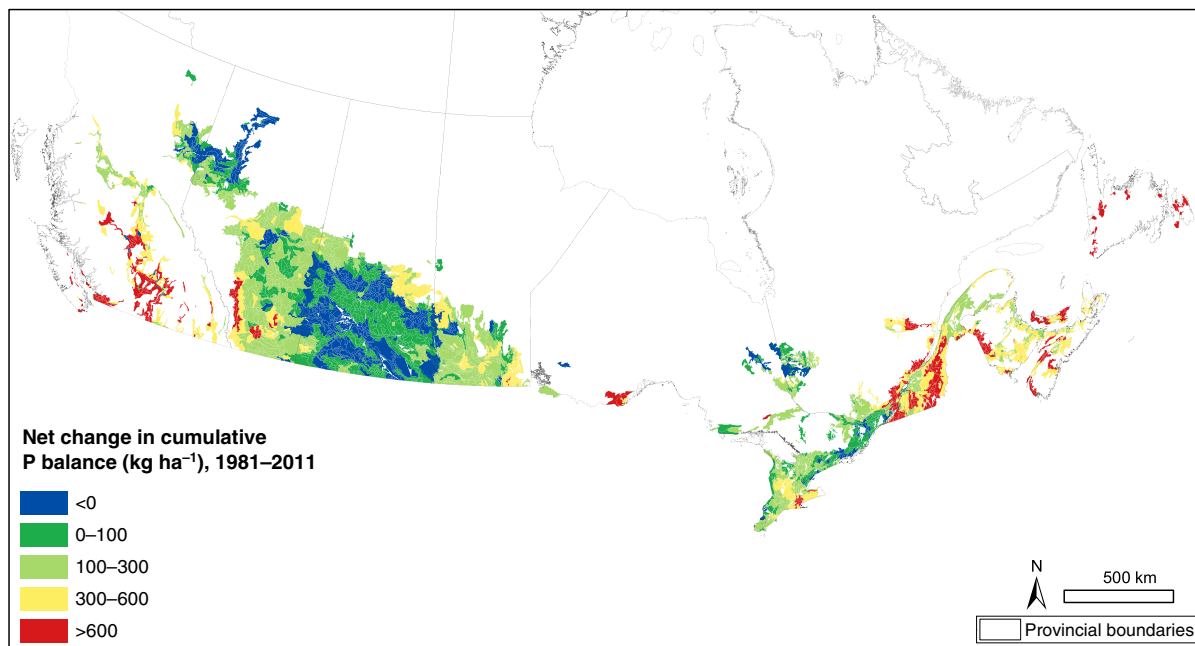 Net change in cumulative
P balance (kg ha⁻¹), 1981–2011
<0
0–100
100–300
300–600
>600
N
500 km
Provincial boundaries